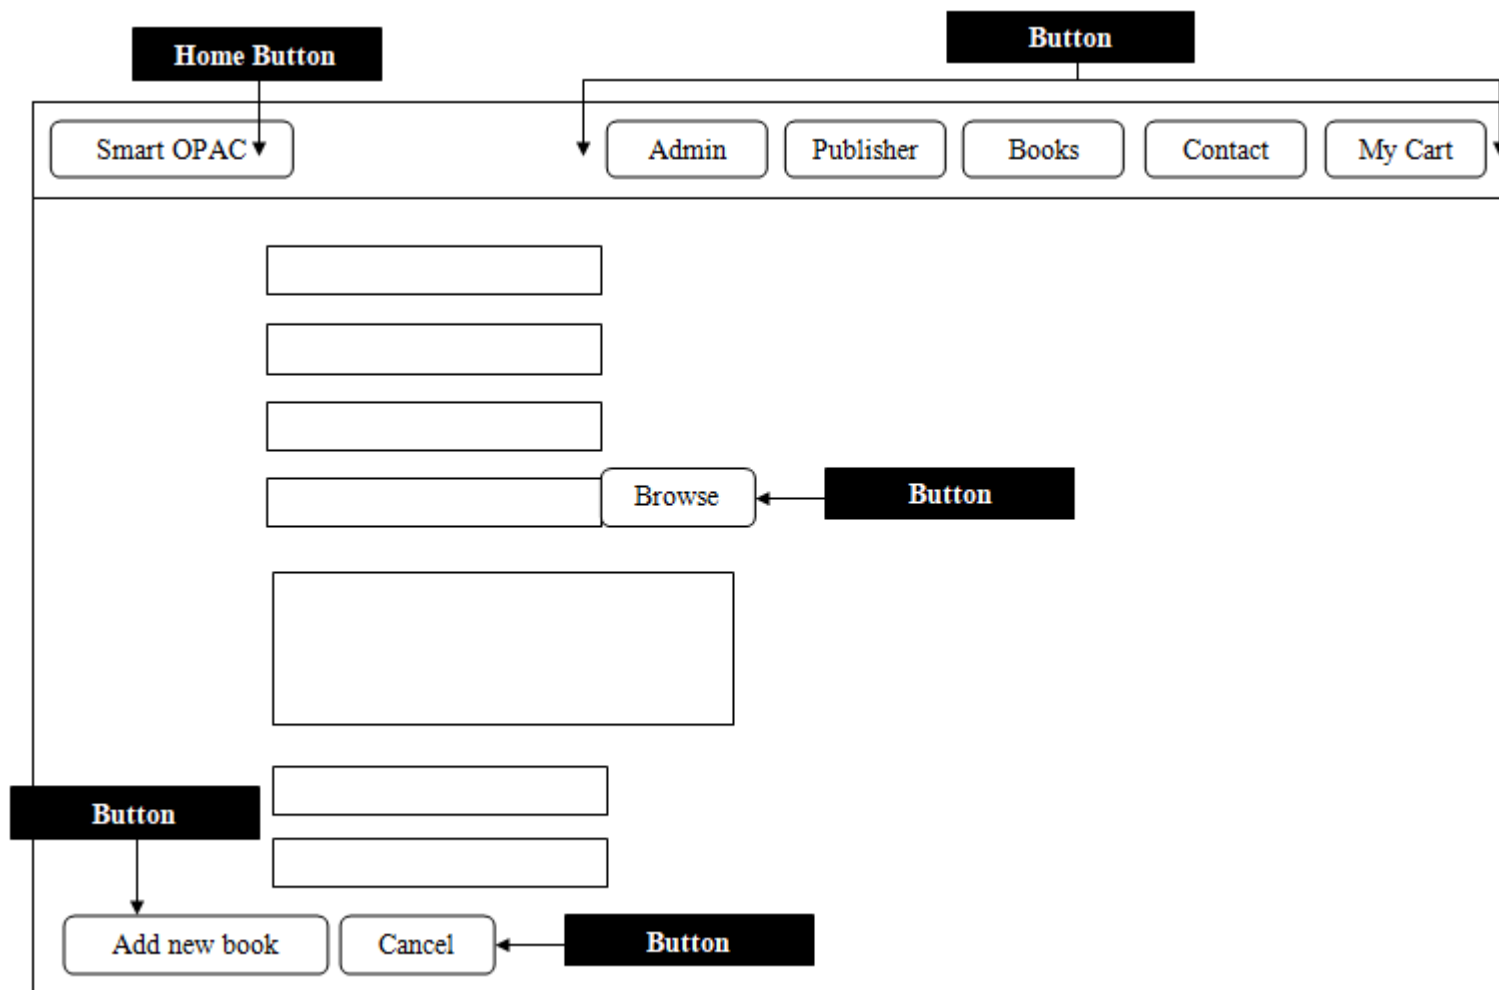 Home Button
Button
Smart OPAC
Admin
Publisher
Books
Contact
My Cart
Browse
Button
Button
Add new book
Cancel
Button